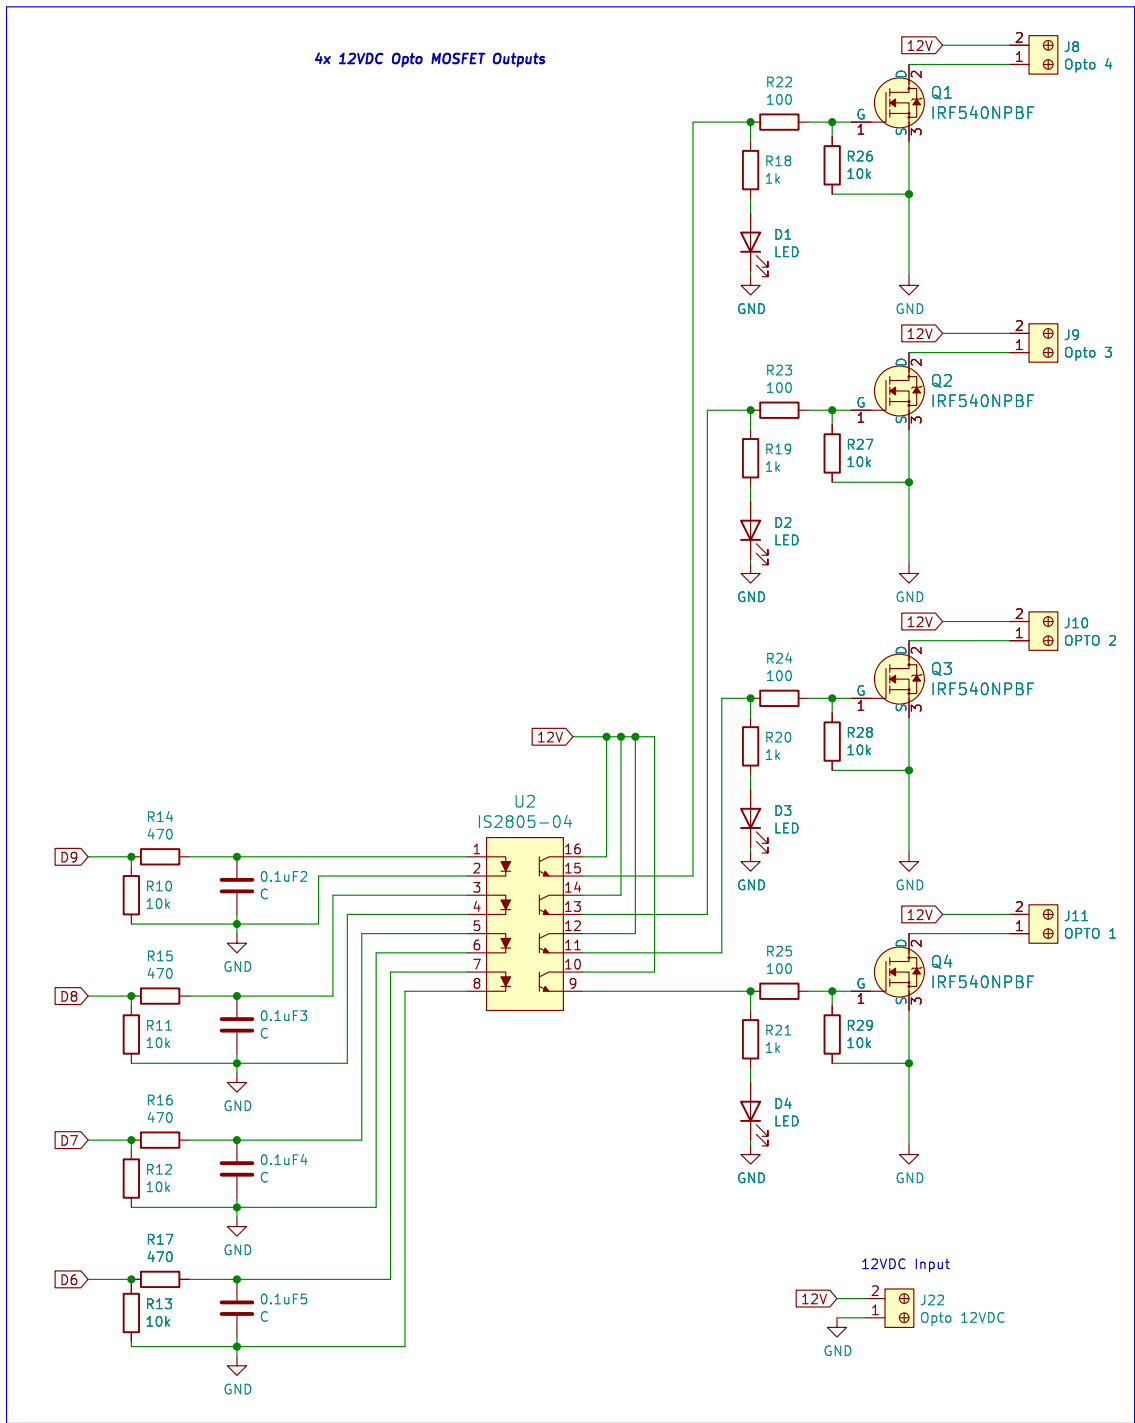 4x 12VDC Opto MOSFET Outputs
12V
2
1
J8
Opto 4
R22
100
D
2
Q1
IRF540NPBF
G
1
S
3
R18
1k
R26
10k
D1
LED
GND
GND
12V
2
1
J9
Opto 3
R23
100
D
2
Q2
IRF540NPBF
G
1
S
3
R19
1k
R27
10k
D2
LED
GND
GND
12V
2
1
J10
OPTO 2
R24
100
D
2
Q3
IRF540NPBF
G
1
S
3
R20
1k
R28
10k
D3
LED
GND
GND
12V
U2
IS2805-04
1
2
3
4
5
6
7
8
16
15
14
13
12
11
10
9
R14
470
D9
R10
10k
0.1uF2
C
GND
R15
470
D8
R11
10k
0.1uF3
C
GND
R16
470
D7
R12
10k
0.1uF4
C
GND
R17
470
D6
R13
10k
0.1uF5
C
GND
12V
2
1
J11
OPTO 1
R25
100
D
2
Q4
IRF540NPBF
G
1
S
3
R21
1k
R29
10k
D4
LED
GND
GND
12VDC Input
12V
2
1
J22
Opto 12VDC
GND